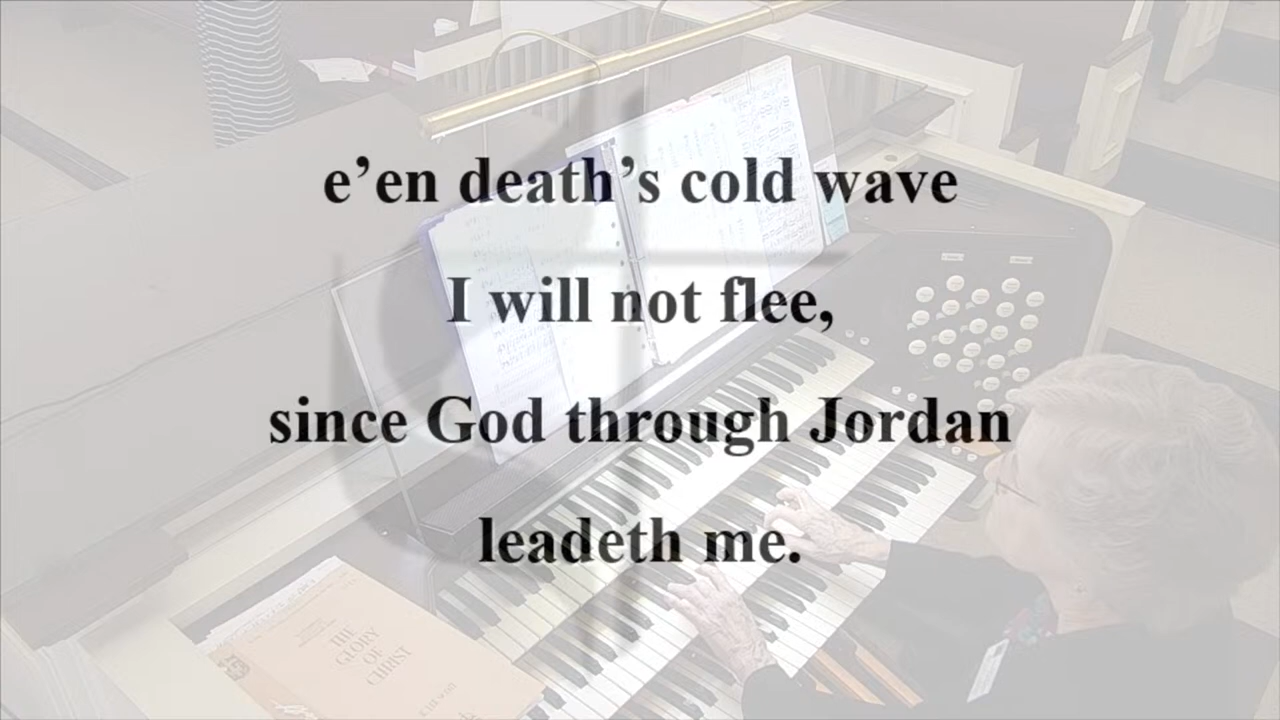 e’en death’s cold wave
I will not flee,
since God through Jordan
leadeth me.
THE
GLORY
OF
CHRIST